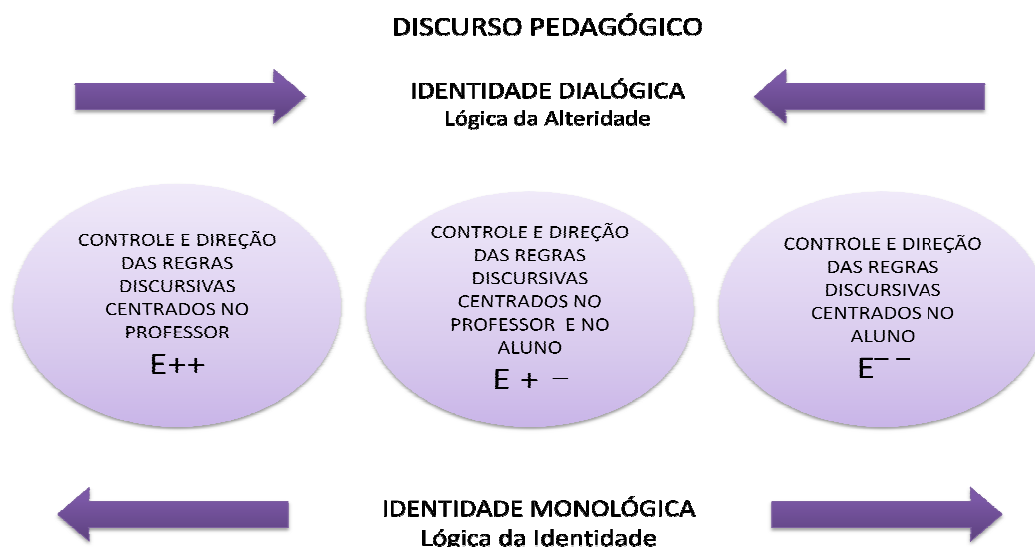 DISCURSO PEDAGÓGICO
IDENTIDADE DIALÓGICA
Lógica da Alteridade
CONTROLE E DIREÇÃO
DAS REGRAS
DISCURSIVAS
CENTRADOS NO
PROFESSOR
E++
CONTROLE E DIREÇÃO
DAS REGRAS
DISCURSIVAS
CENTRADOS NO
PROFESSOR E NO
ALUNO
E + −
CONTROLE E DIREÇÃO
DAS REGRAS
DISCURSIVAS
CENTRADOS NO
ALUNO
E⁻ ⁻
IDENTIDADE MONOLÓGICA
Lógica da Identidade